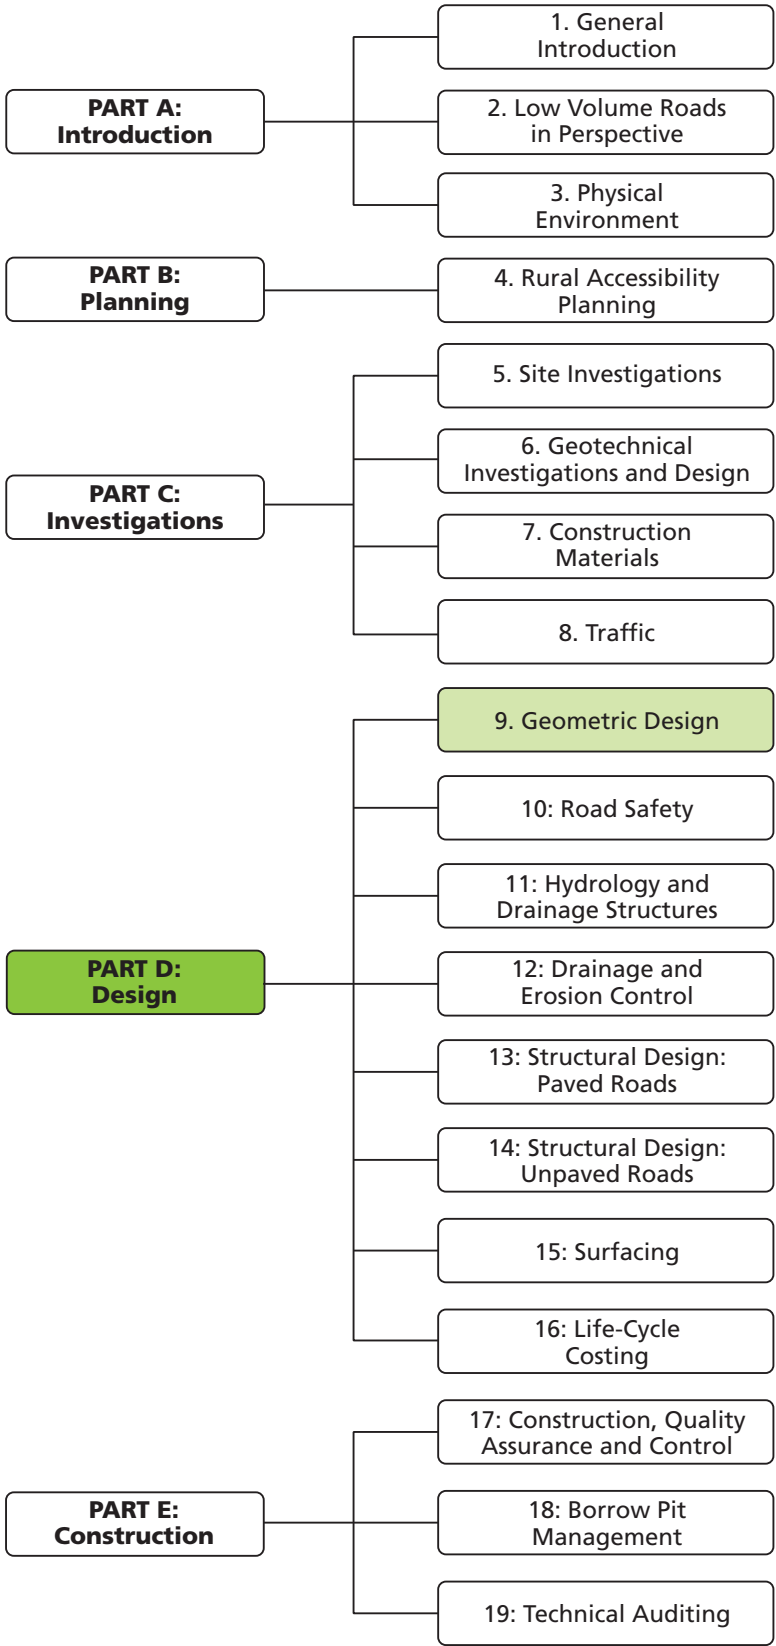 PART A:
Introduction
1. General
Introduction
2. Low Volume Roads
in Perspective
3. Physical
Environment
PART B:
Planning
4. Rural Accessibility
Planning
PART C:
Investigations
5. Site Investigations
6. Geotechnical
Investigations and Design
7. Construction
Materials
8. Traffic
PART D:
Design
9. Geometric Design
10: Road Safety
11: Hydrology and
Drainage Structures
12: Drainage and
Erosion Control
13: Structural Design:
Paved Roads
14: Structural Design:
Unpaved Roads
15: Surfacing
16: Life-Cycle
Costing
PART E:
Construction
17: Construction, Quality
Assurance and Control
18: Borrow Pit
Management
19: Technical Auditing